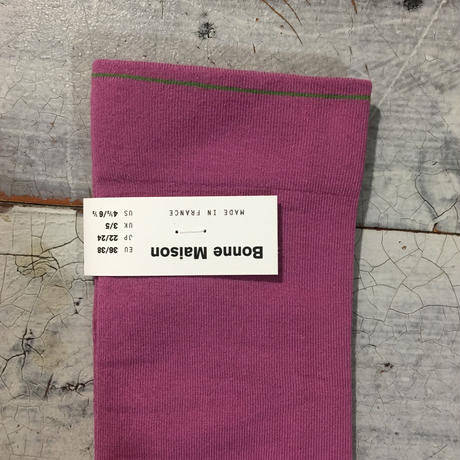 Bonne Maison
MADE IN FRANCE
EU 36/38
JP 22/24
UK 3/5
US 4½/6½